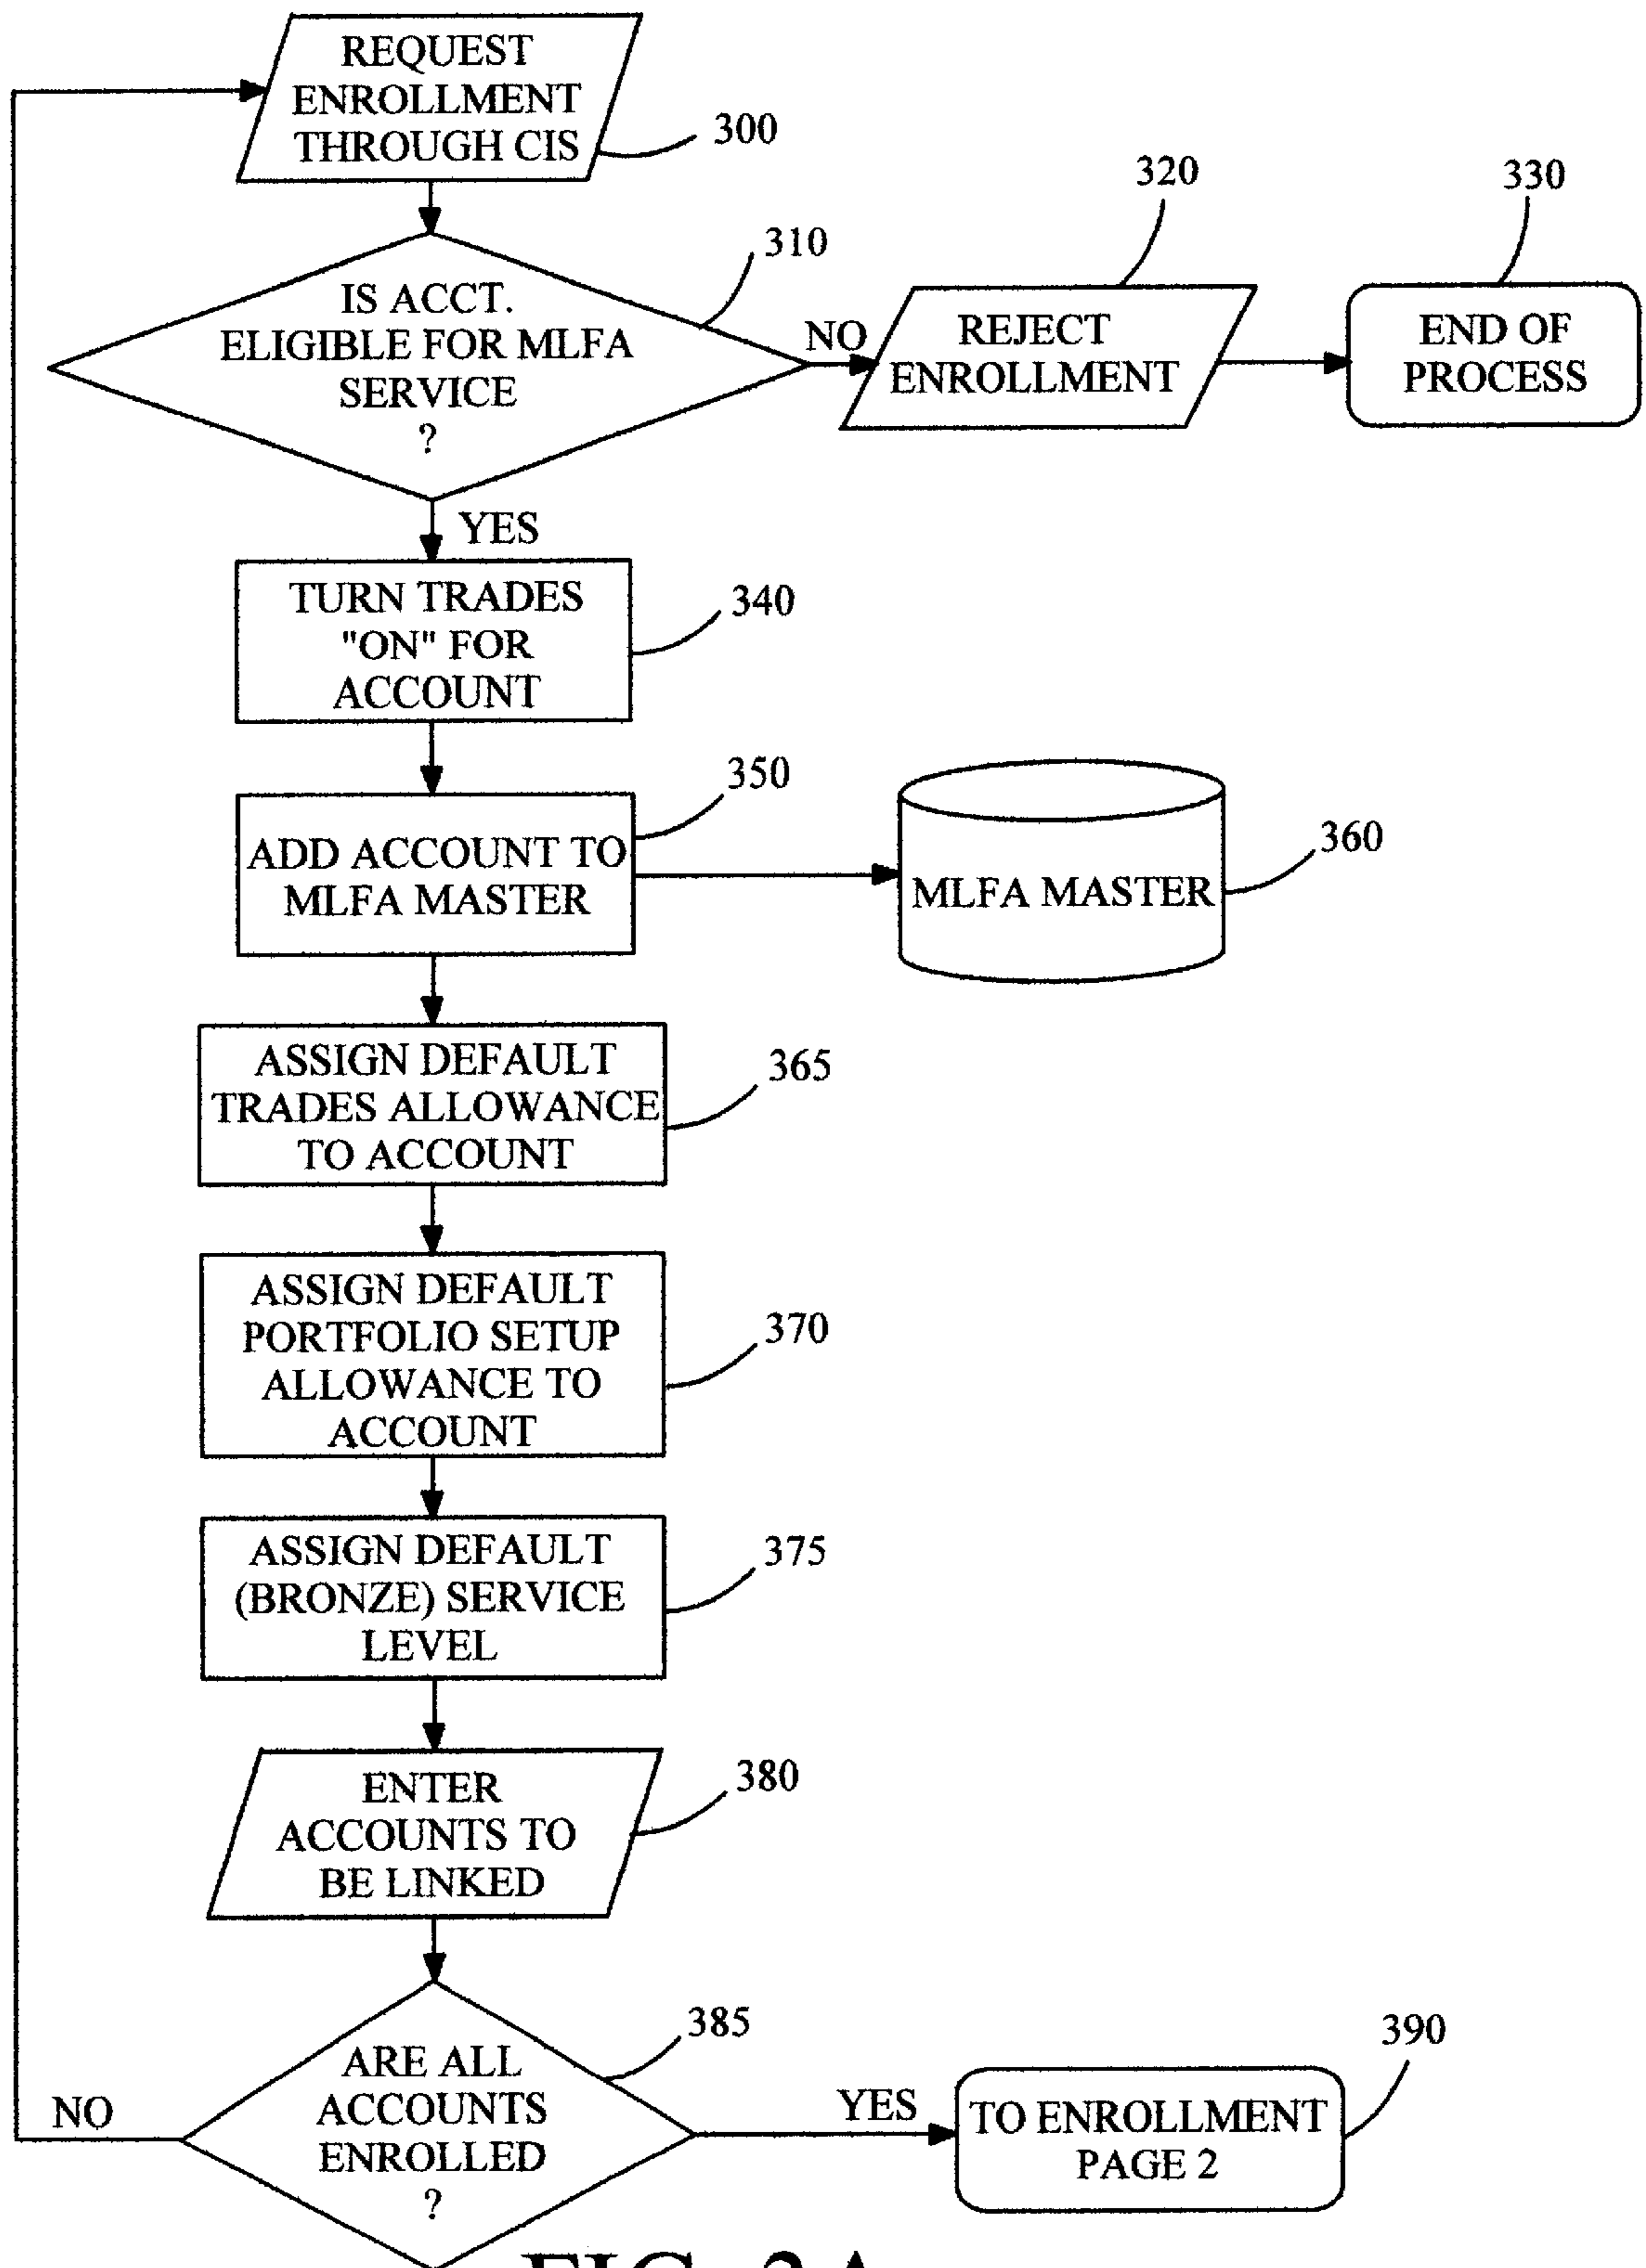 REQUEST
ENROLLMENT
THROUGH CIS
300
310
IS ACCT.
ELIGIBLE FOR MLFA
SERVICE
?
NO
320
REJECT
ENROLLMENT
330
END OF
PROCESS
YES
TURN TRADES
"ON" FOR
ACCOUNT
340
350
ADD ACCOUNT TO
MLFA MASTER
MLFA MASTER
360
ASSIGN DEFAULT
TRADES ALLOWANCE
TO ACCOUNT
365
ASSIGN DEFAULT
PORTFOLIO SETUP
ALLOWANCE TO
ACCOUNT
370
ASSIGN DEFAULT
(BRONZE) SERVICE
LEVEL
375
ENTER
ACCOUNTS TO
BE LINKED
380
385
ARE ALL
ACCOUNTS
ENROLLED
?
NO
YES
390
TO ENROLLMENT
PAGE 2